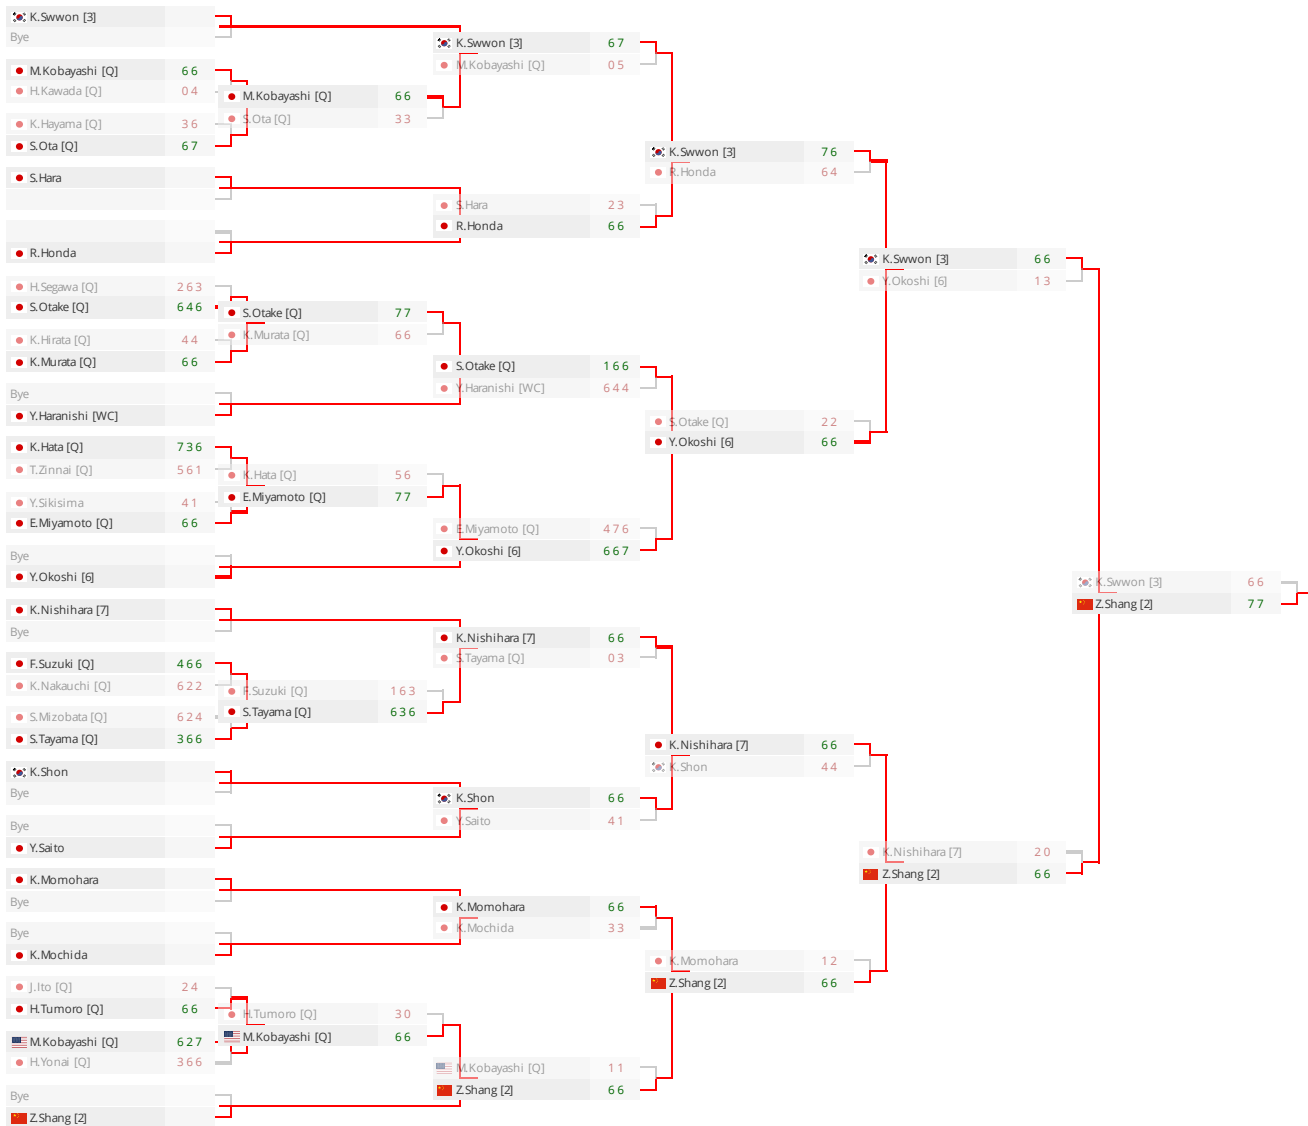 K.Swwon [3]
Bye
M.Kobayashi [Q] 6 6
H.Kawada [Q] 0 4
K.Hayama [Q] 3 6
S.Ota [Q] 6 7
S.Hara
R.Honda
H.Segawa [Q] 2 6 3
S.Otake [Q] 6 4 6
K.Hirata [Q] 4 4
K.Murata [Q] 6 6
Bye
Y.Haranishi [WC]
K.Hata [Q] 7 3 6
T.Zinnai [Q] 5 6 1
Y.Sikisima 4 1
E.Miyamoto [Q] 6 6
Bye
Y.Okoshi [6]
K.Nishihara [7]
Bye
F.Suzuki [Q] 4 6 6
K.Nakauchi [Q] 6 2 2
S.Mizobata [Q] 6 2 4
S.Tayama [Q] 3 6 6
K.Shon
Bye
Bye
Y.Saito
K.Momohara
Bye
Bye
K.Mochida
J.Ito [Q] 2 4
H.Tumoro [Q] 6 6
M.Kobayashi [Q] 6 2 7
H.Yonai [Q] 3 6 6
Bye
Z.Shang [2]
M.Kobayashi [Q] 6 6
S.Ota [Q] 3 3
S.Otake [Q] 7 7
K.Murata [Q] 6 6
K.Hata [Q] 5 6
E.Miyamoto [Q] 7 7
F.Suzuki [Q] 1 6 3
S.Tayama [Q] 6 3 6
H.Tumoro [Q] 3 0
M.Kobayashi [Q] 6 6
K.Swwon [3] 6 7
M.Kobayashi [Q] 0 5
S.Hara 2 3
R.Honda 6 6
S.Otake [Q] 1 6 6
Y.Haranishi [WC] 6 4 4
E.Miyamoto [Q] 4 7 6
Y.Okoshi [6] 6 6 7
K.Nishihara [7] 6 6
S.Tayama [Q] 0 3
K.Shon 6 6
Y.Saito 4 1
K.Momohara 6 6
K.Mochida 3 3
M.Kobayashi [Q] 1 1
Z.Shang [2] 6 6
K.Swwon [3] 7 6
R.Honda 6 4
S.Otake [Q] 2 2
Y.Okoshi [6] 6 6
K.Nishihara [7] 6 6
K.Shon 4 4
K.Momohara 1 2
Z.Shang [2] 6 6
K.Swwon [3] 6 6
Y.Okoshi [6] 1 3
K.Nishihara [7] 2 0
Z.Shang [2] 6 6
K.Swwon [3] 6 6
Z.Shang [2] 7 7